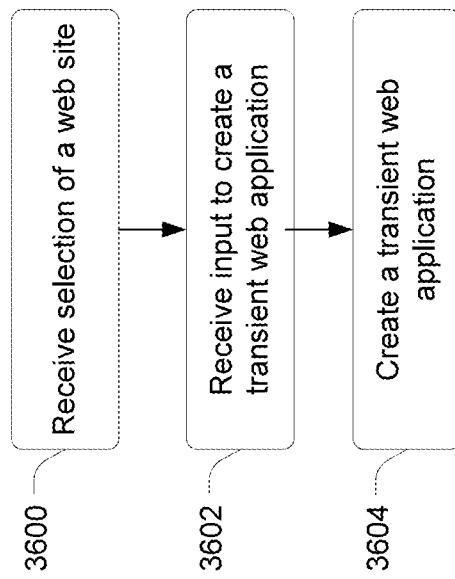 3600
Receive selection of a web site
3602
Receive input to create a
transient web application
3604
Create a transient web
application